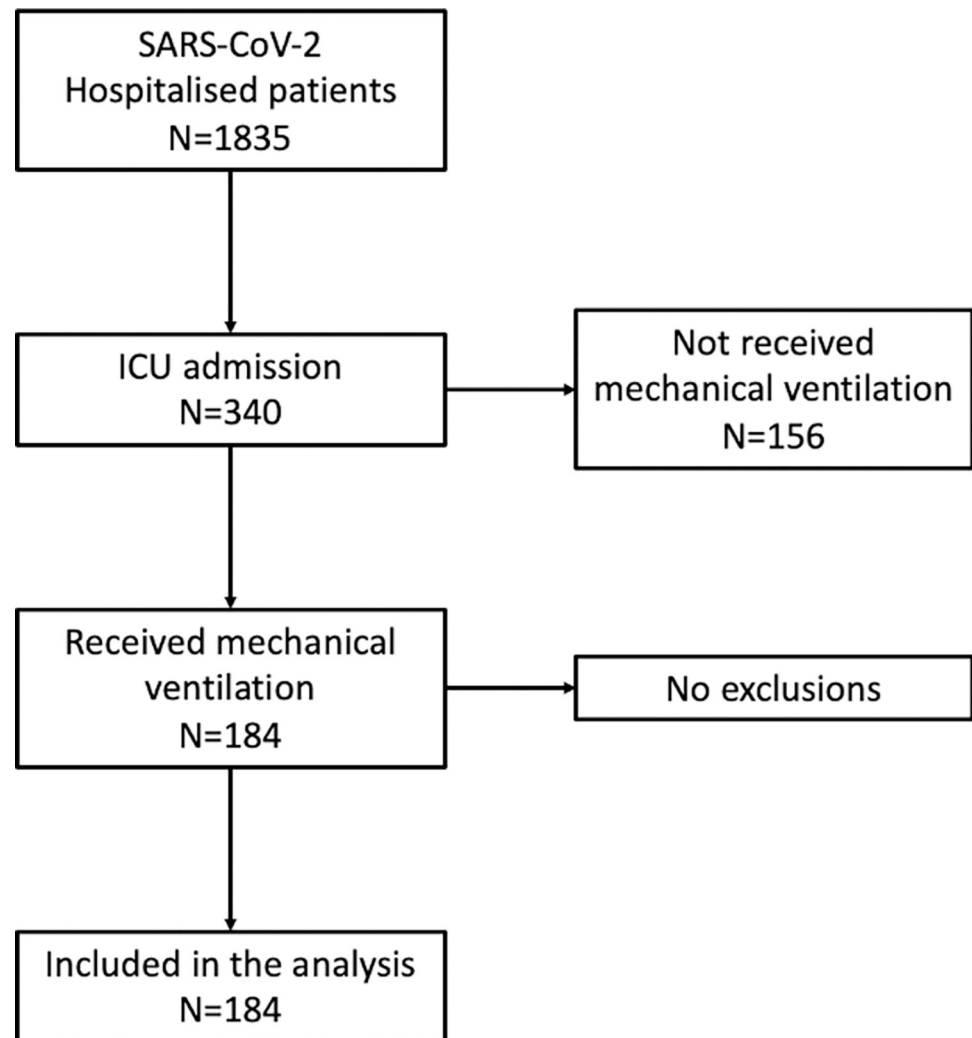 SARS-CoV-2
Hospitalised patients
N=1835
ICU admission
N=340
Not received
mechanical ventilation
N=156
Received mechanical
ventilation
N=184
No exclusions
Included in the analysis
N=184